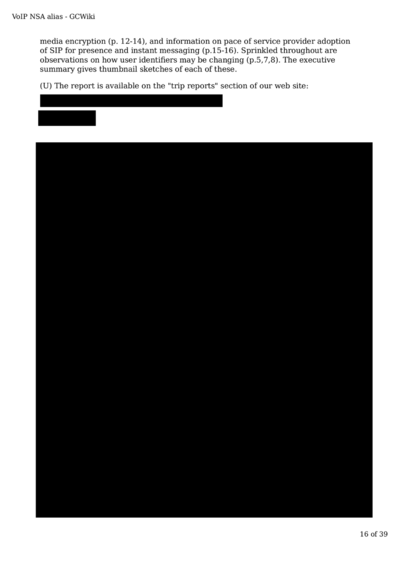 VoIP NSA alias - GCWiki
media encryption (p. 12-14), and information on pace of service provider adoption
of SIP for presence and instant messaging (p.15-16). Sprinkled throughout are
observations on how user identifiers may be changing (p.5,7,8). The executive
summary gives thumbnail sketches of each of these.
(U) The report is available on the "trip reports" section of our web site:
16 of 39